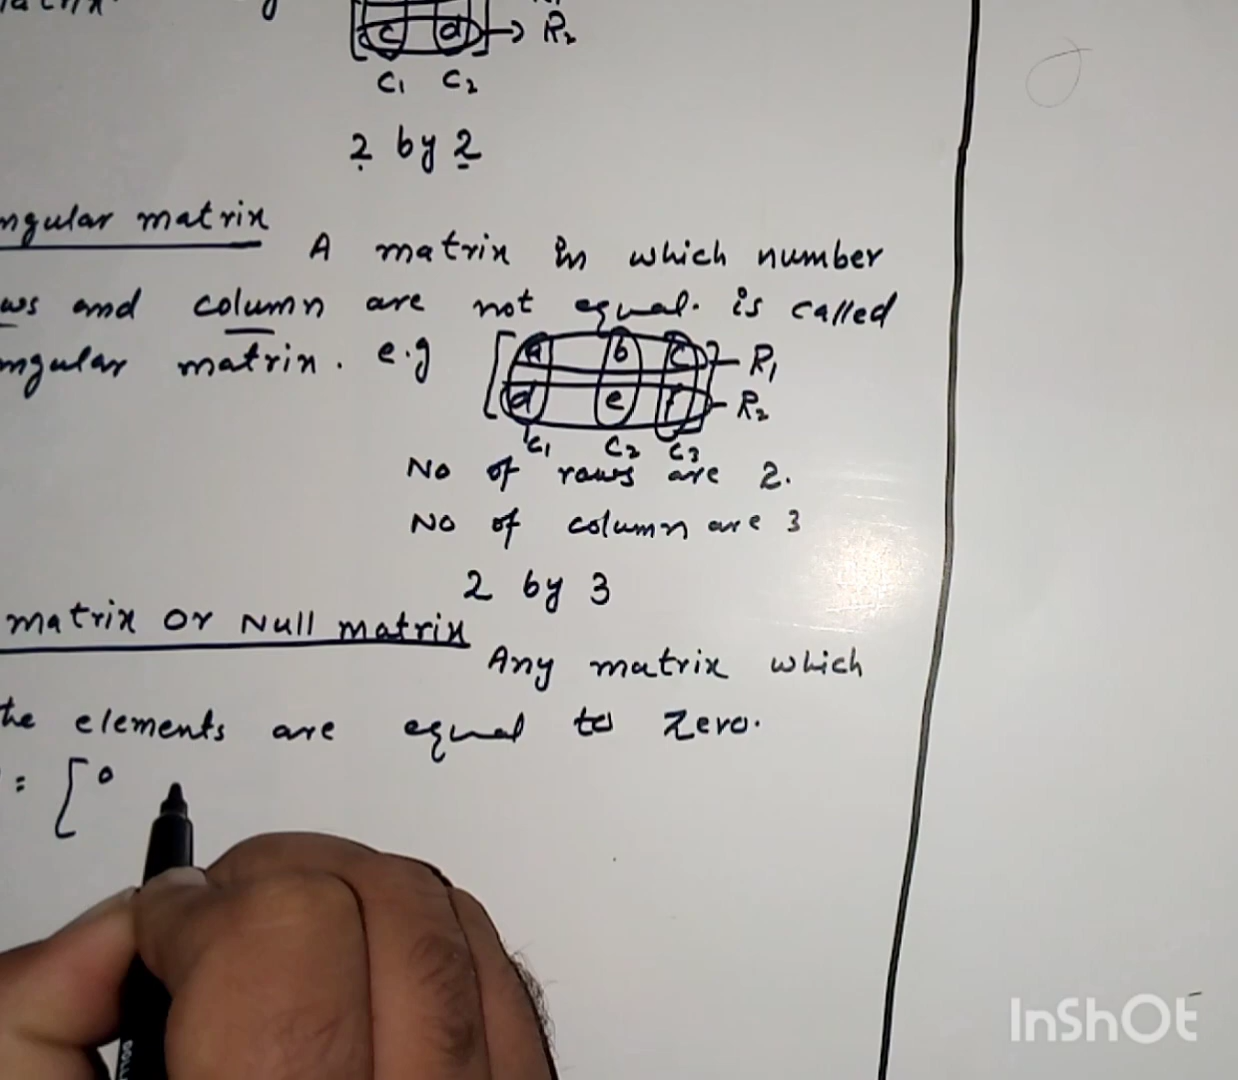 R₂
c d
C₁ C₂
2 by 2
ngular matrix
A matrix in which number
ws and column are not equal. is called
ngular matrix. e.g
a b c R₁
d e f R₂
C₁ C₂ C₃
No of rows are 2.
No of column are 3
2 by 3
matrix or Null matrix
Any matrix which
the elements are equal to zero.
= [0
InShOt